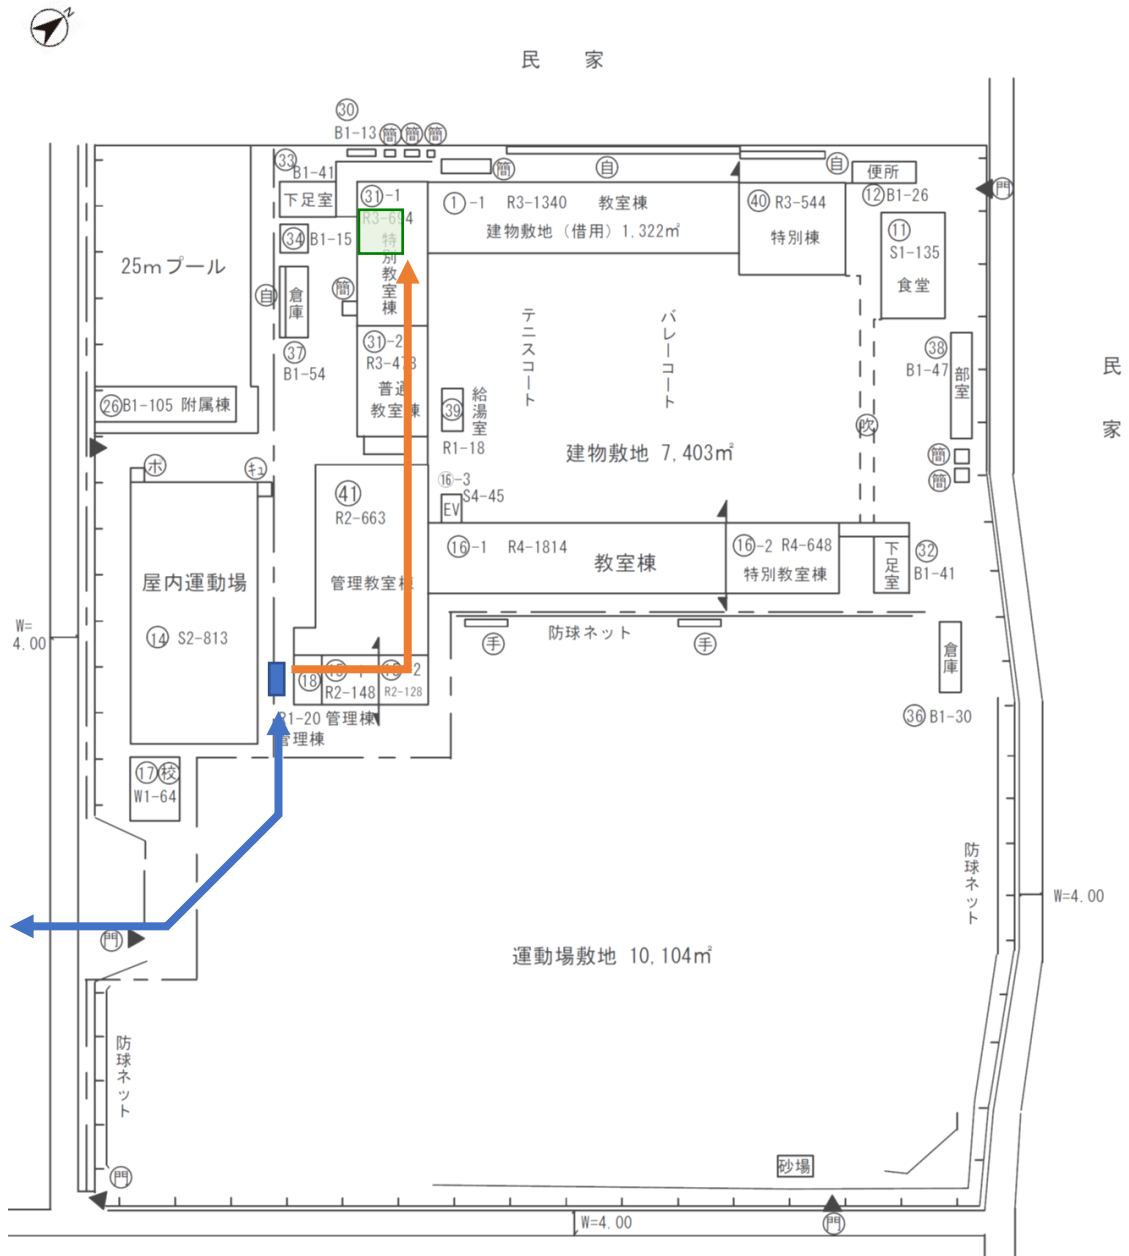 N
民　家
㉚
B1-13 簡 簡 簡
㉝
B1-41
下足室
㉛-1
R3-694
特別教室棟
簡
自
自
①-1　R3-1340　教室棟
建物敷地（借用）1,322㎡
㊵ R3-544
特別棟
便所
⑫B1-26
門
⑪
S1-135
食堂
㉞ B1-15
25mプール
自
倉庫
簡
㊲
B1-54
㉛-2
R3-478
普通
教室棟
テニスコート
バレーコート
㊳
B1-47
部室
民
家
㉖B1-105 附属棟
㊴
給湯室
R1-18
吹
建物敷地 7,403㎡
簡
簡
ホ
キュ
㊶
R2-663
管理教室棟
⑯-3
S4-45
EV
⑯-1　R4-1814　教室棟
⑯-2 R4-648
特別教室棟
下足室
㉜
B1-41
屋内運動場
⑭ S2-813
W=
4.00
手
防球ネット
手
倉庫
㊱ B1-30
⑱
R2-148
R2-128
R1-20 管理棟
管理棟
⑰校
W1-64
防球ネット
W=4.00
門
運動場敷地 10,104㎡
防球ネット
砂場
門
W=4.00
門